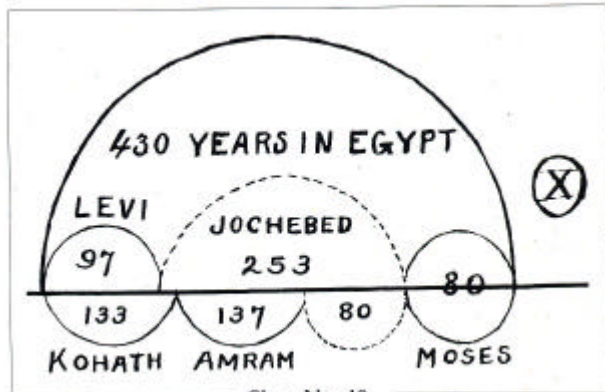 430 YEARS IN EGYPT
X
LEVI
JOCHEBED
97
253
80
133
137
80
KOHATH
AMRAM
MOSES